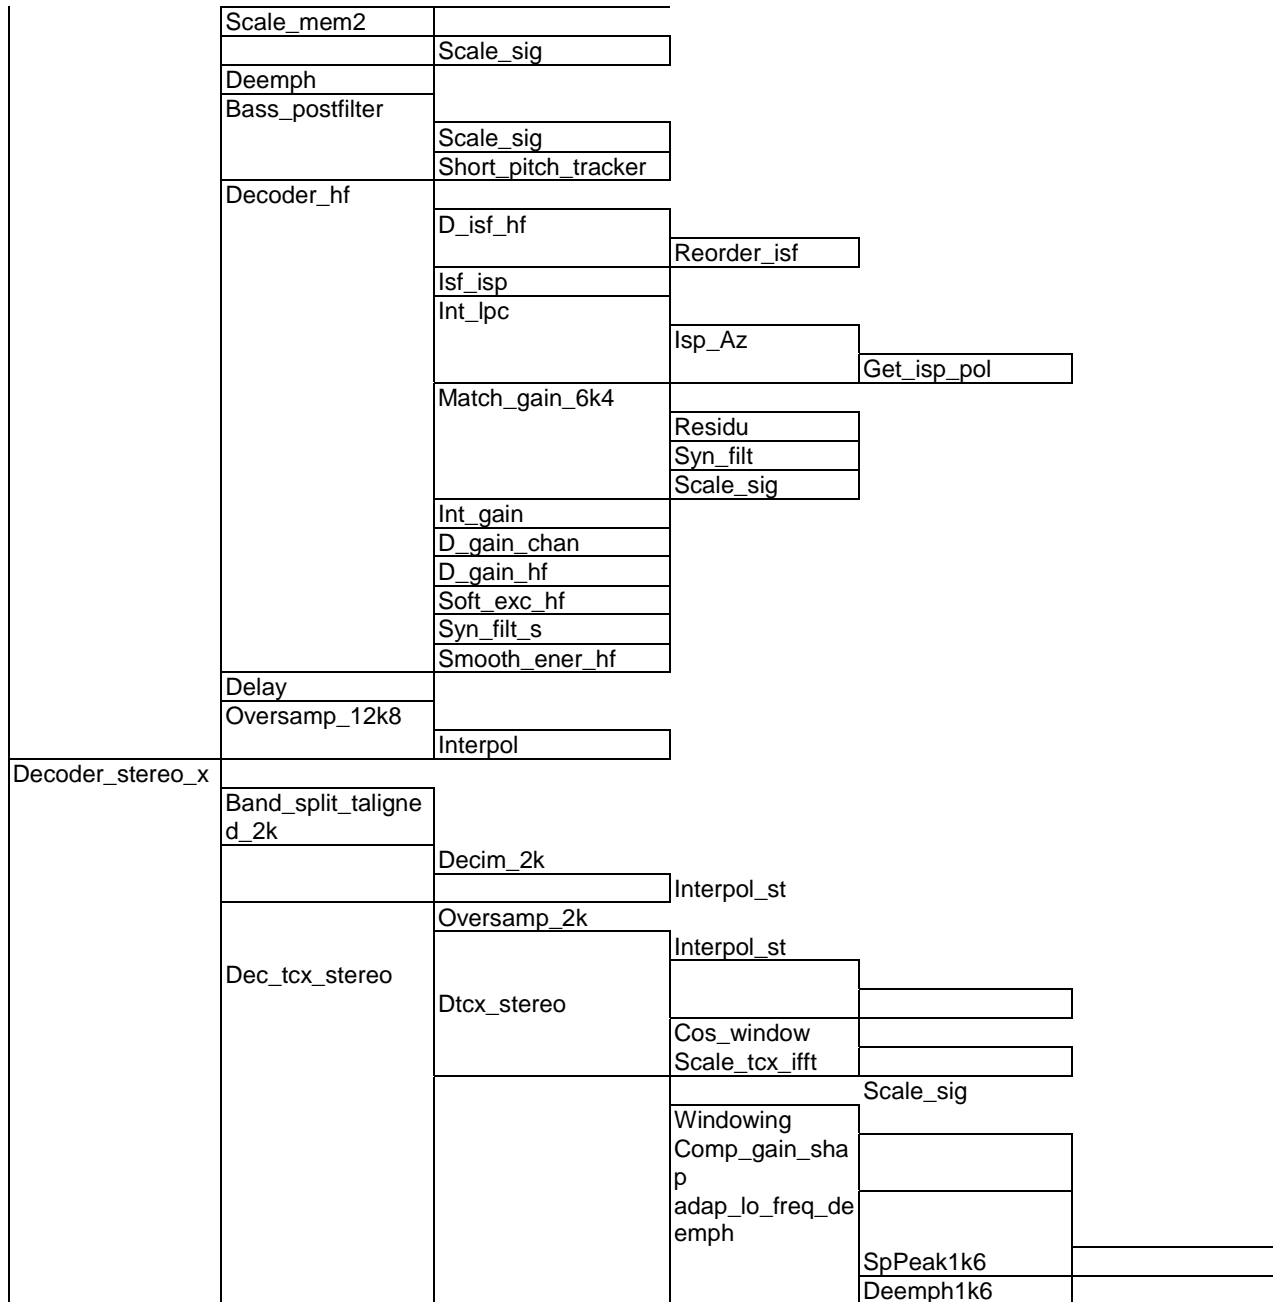 Scale_mem2
Scale_sig
Deemph
Bass_postfilter
Scale_sig
Short_pitch_tracker
Decoder_hf
D_isf_hf
Reorder_isf
Isf_isp
Int_lpc
Isp_Az
Get_isp_pol
Match_gain_6k4
Residu
Syn_filt
Scale_sig
Int_gain
D_gain_chan
D_gain_hf
Soft_exc_hf
Syn_filt_s
Smooth_ener_hf
Delay
Oversamp_12k8
Interpol
Decoder_stereo_x
Band_split_taligne
d_2k
Decim_2k
Interpol_st
Oversamp_2k
Interpol_st
Dec_tcx_stereo
Dtcx_stereo
Cos_window
Scale_tcx_ifft
Scale_sig
Windowing
Comp_gain_sha
p
adap_lo_freq_de
emph
SpPeak1k6
Deemph1k6